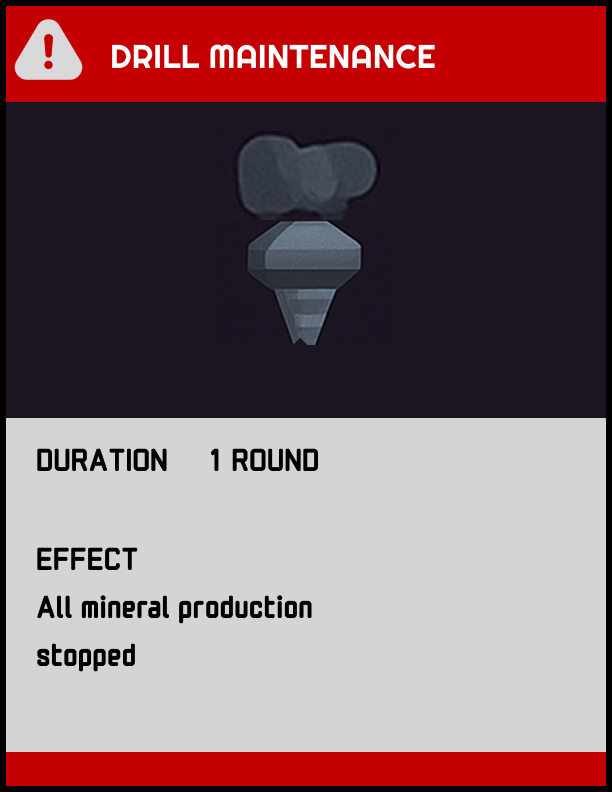 DRILL MAINTENANCE
DURATION 1 ROUND
EFFECT
All mineral production
stopped